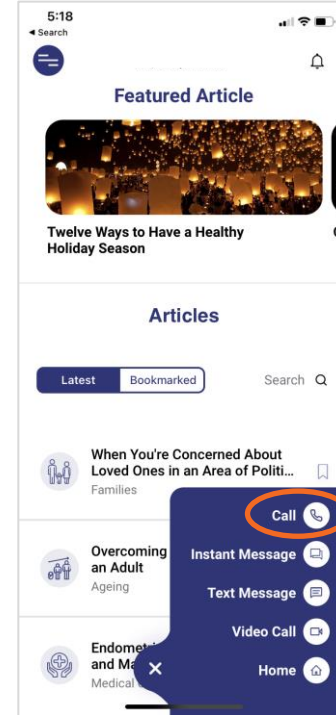 5:18
◄ Search
Featured Article
Twelve Ways to Have a Healthy
Holiday Season
Articles
Latest
Bookmarked
Search
When You're Concerned About
Loved Ones in an Area of Politi...
Families
Call
Overcoming
an Adult
Ageing
Instant Message
Text Message
Video Call
Endomet
and Ma
Medical
Home